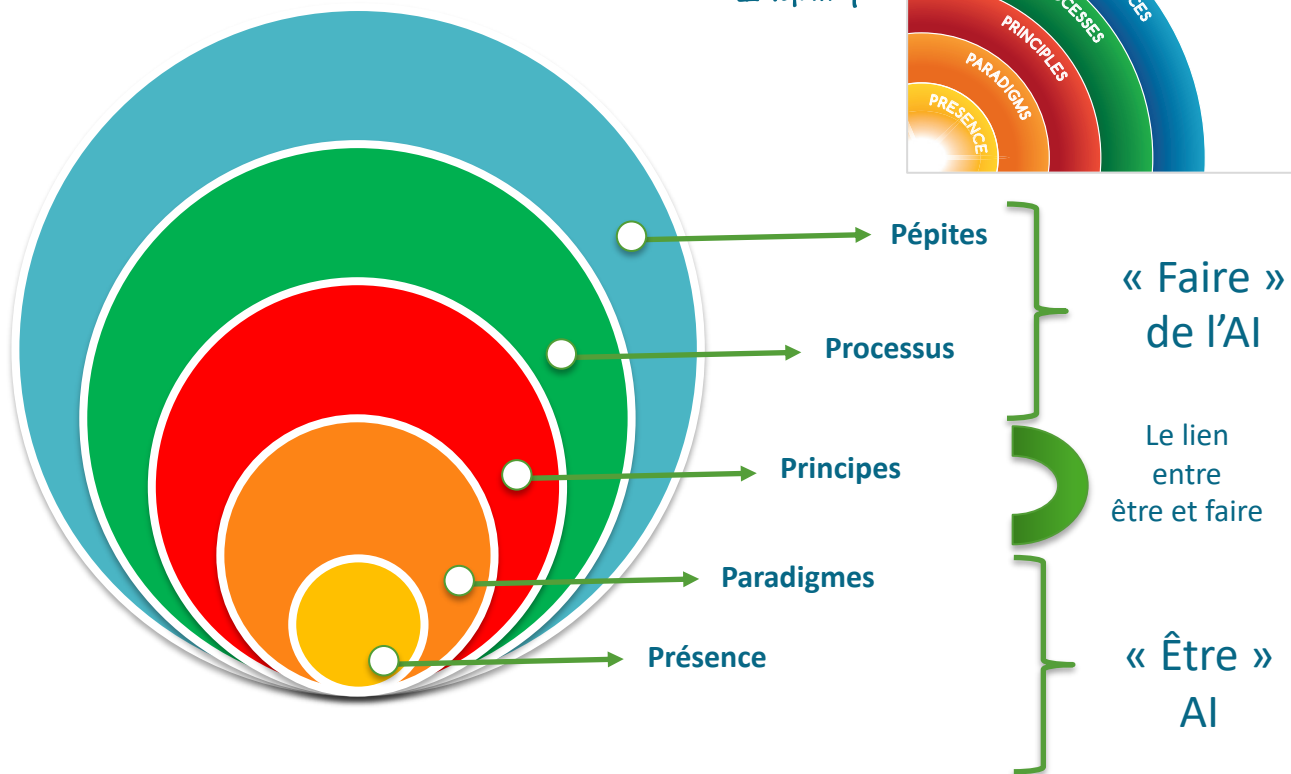 PRINCIPLES
PARADIGMS
PRESENCE
Pépites
Processus
Principes
Paradigmes
Présence
« Faire »
de l’AI
Le lien
entre
être et faire
« Être »
AI